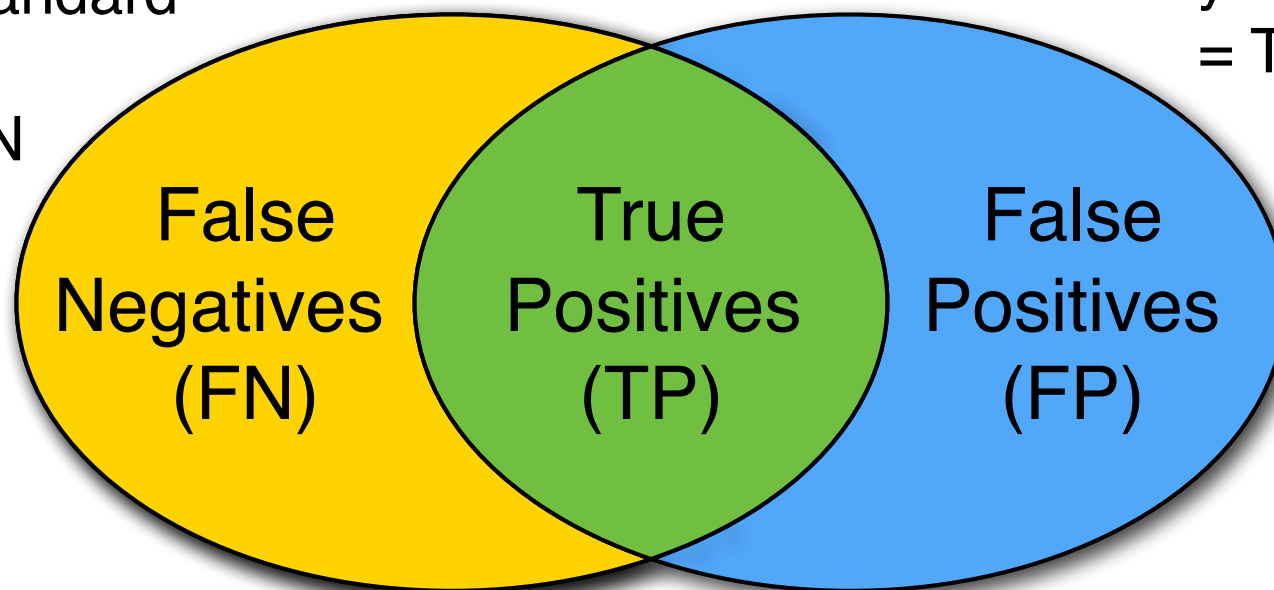 = T
N
False
Negatives
(FN)
True
Positives
(TP)
False
Positives
(FP)